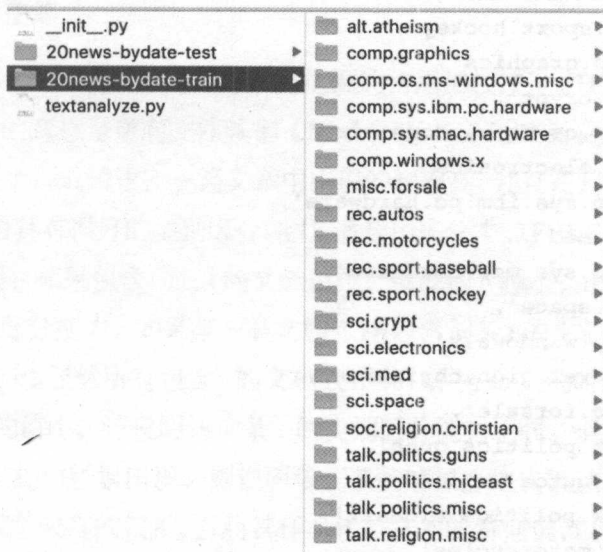 __init__.py
20news-bydate-test
20news-bydate-train
textanalyze.py
alt.atheism
comp.graphics
comp.os.ms-windows.misc
comp.sys.ibm.pc.hardware
comp.sys.mac.hardware
comp.windows.x
misc.forsale
rec.autos
rec.motorcycles
rec.sport.baseball
rec.sport.hockey
sci.crypt
sci.electronics
sci.med
sci.space
soc.religion.christian
talk.politics.guns
talk.politics.mideast
talk.politics.misc
talk.religion.misc